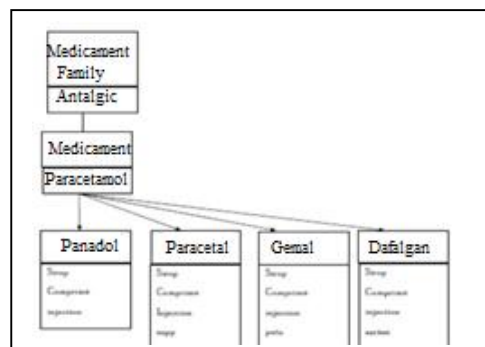 Medicament
Family
Antalgic
Medicament
Paracetamol
Panadol
Paracetal
Gemal
Dafalgan
Sirop
Comprimé
injection
Sirop
Comprimé
Injection
Sirop
Comprimé
injection
Sirop
Comprimé
injection